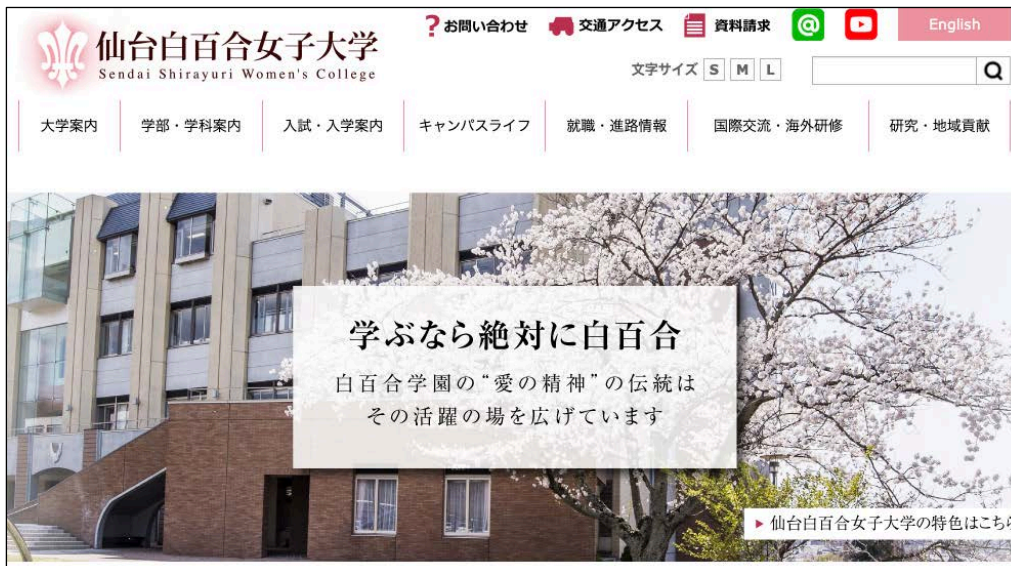 ?お問い合わせ 交通アクセス 資料請求 @ English
仙台白百合女子大学
Sendai Shirayuri Women's College
文字サイズ S M L
大学案内 学部・学科案内 入試・入学案内 キャンパスライフ 就職・進路情報 国際交流・海外研修 研究・地域貢献
学ぶなら絶対に白百合
白百合学園の“愛の精神”の伝統は
その活躍の場を広げています
仙台白百合女子大学の特色はこちら